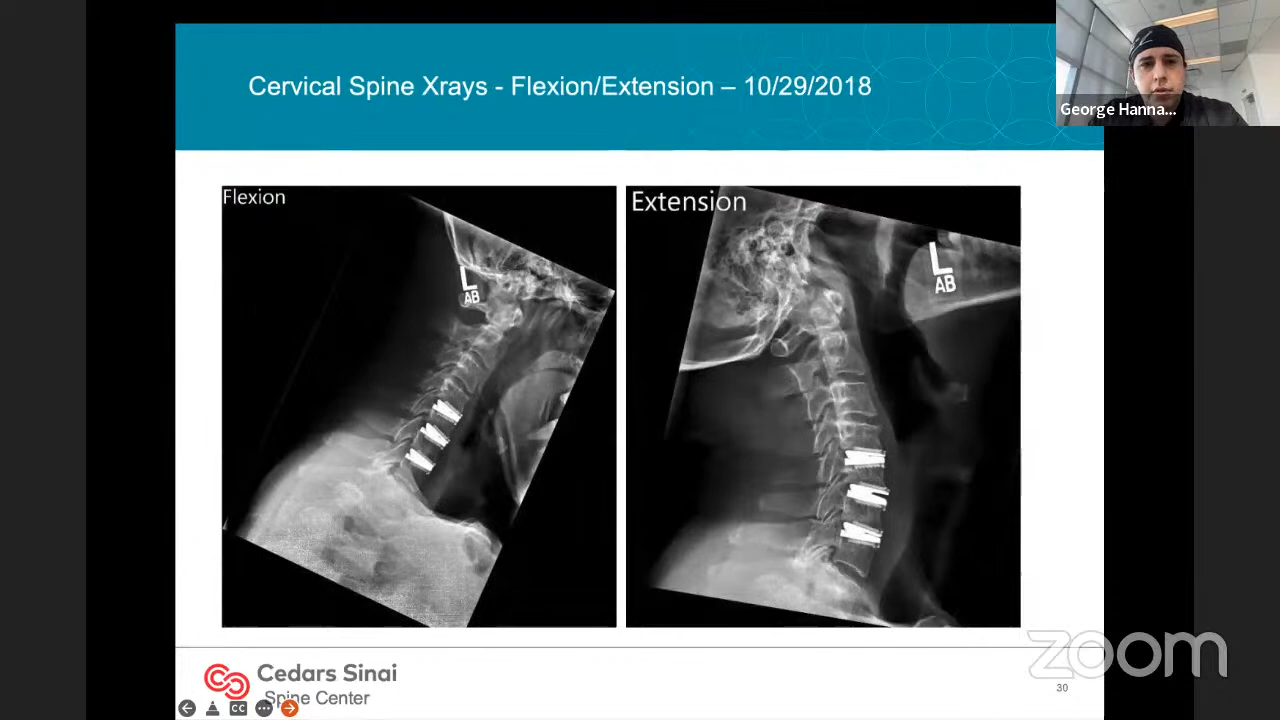 Cervical Spine Xrays - Flexion/Extension – 10/29/2018
George Hanna...
Flexion
L
AB
Extension
L
AB
Cedars Sinai
Spine Center
30
zoom
CC